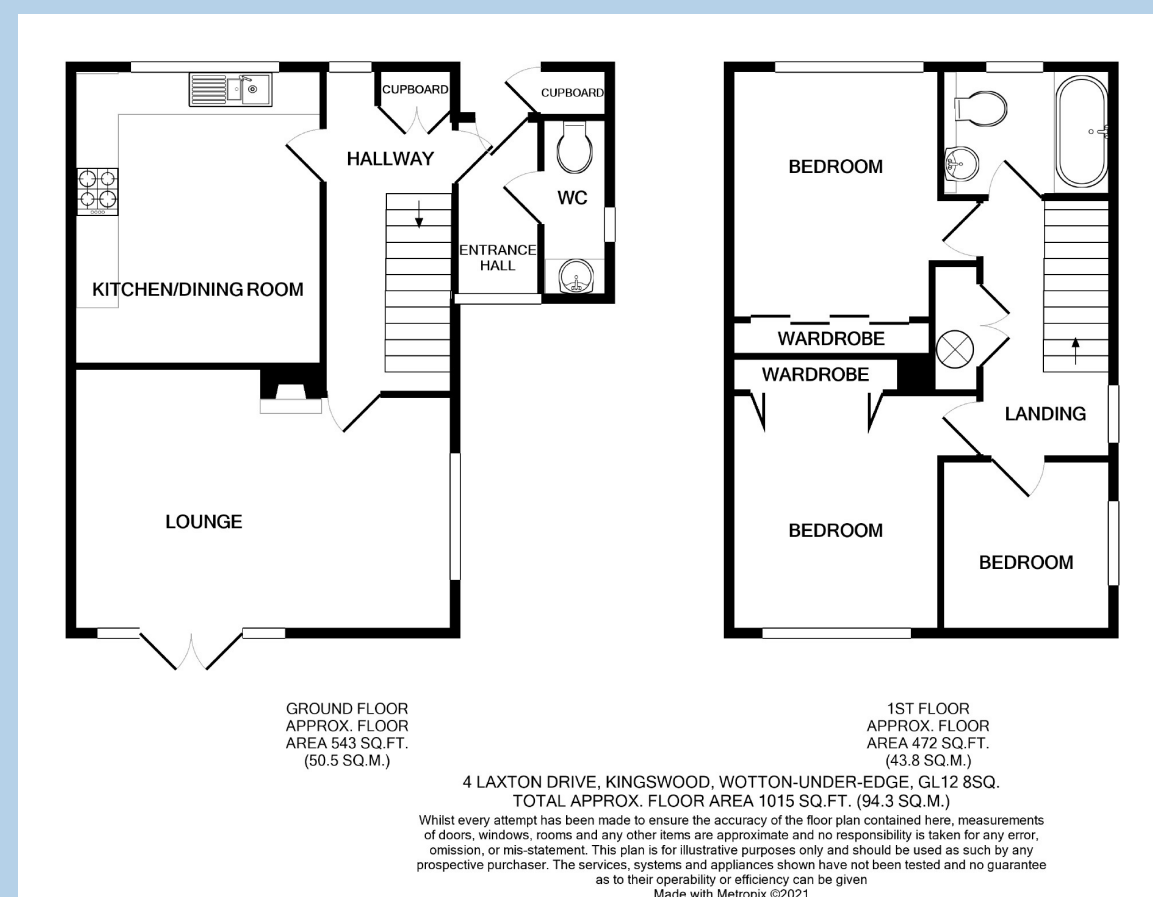 CUPBOARD
CUPBOARD
HALLWAY
WC
ENTRANCE
HALL
KITCHEN/DINING ROOM
LOUNGE
BEDROOM
WARDROBE
WARDROBE
LANDING
BEDROOM
BEDROOM
GROUND FLOOR
APPROX. FLOOR
AREA 543 SQ.FT.
(50.5 SQ.M.)
1ST FLOOR
APPROX. FLOOR
AREA 472 SQ.FT.
(43.8 SQ.M.)
4 LAXTON DRIVE, KINGSWOOD, WOTTON-UNDER-EDGE, GL12 8SQ.
TOTAL APPROX. FLOOR AREA 1015 SQ.FT. (94.3 SQ.M.)
Whilst every attempt has been made to ensure the accuracy of the floor plan contained here, measurements
of doors, windows, rooms and any other items are approximate and no responsibility is taken for any error,
omission, or mis-statement. This plan is for illustrative purposes only and should be used as such by any
prospective purchaser. The services, systems and appliances shown have not been tested and no guarantee
as to their operability or efficiency can be given
Made with Metropix ©2021